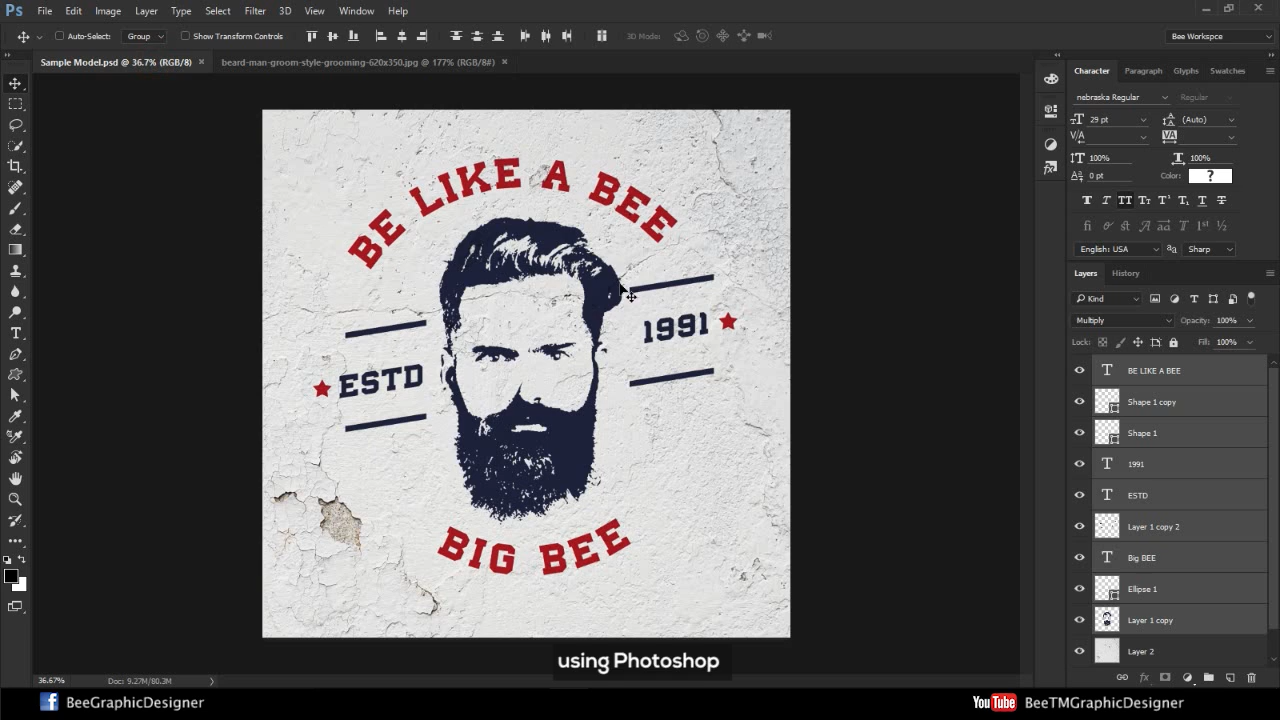 Ps File Edit Image Layer Type Select Filter 3D View Window Help
Auto-Select: Group Show Transform Controls 3D Mode: Bee Workspce
Sample Model.psd @ 36.7% (RGB/8) × beard-man-groom-style-grooming-620x350.jpg @ 177% (RGB/8#) ×
Character Paragraph Glyphs Swatches
nebraska Regular Regular
29 pt (Auto)
100% 100%
0 pt Color: ?
English: USA Sharp
Layers History
Kind
Multiply Opacity: 100%
Lock: Fill: 100%
BE LIKE A BEE
Shape 1 copy
Shape 1
1991
ESTD
Layer 1 copy 2
Big BEE
Ellipse 1
Layer 1 copy
Layer 2
BE LIKE A BEE
1991
ESTD
BIG BEE
using Photoshop
36.67% Doc: 9.27M/80.3M
f BeeGraphicDesigner
YouTube BeeTMGraphicDesigner